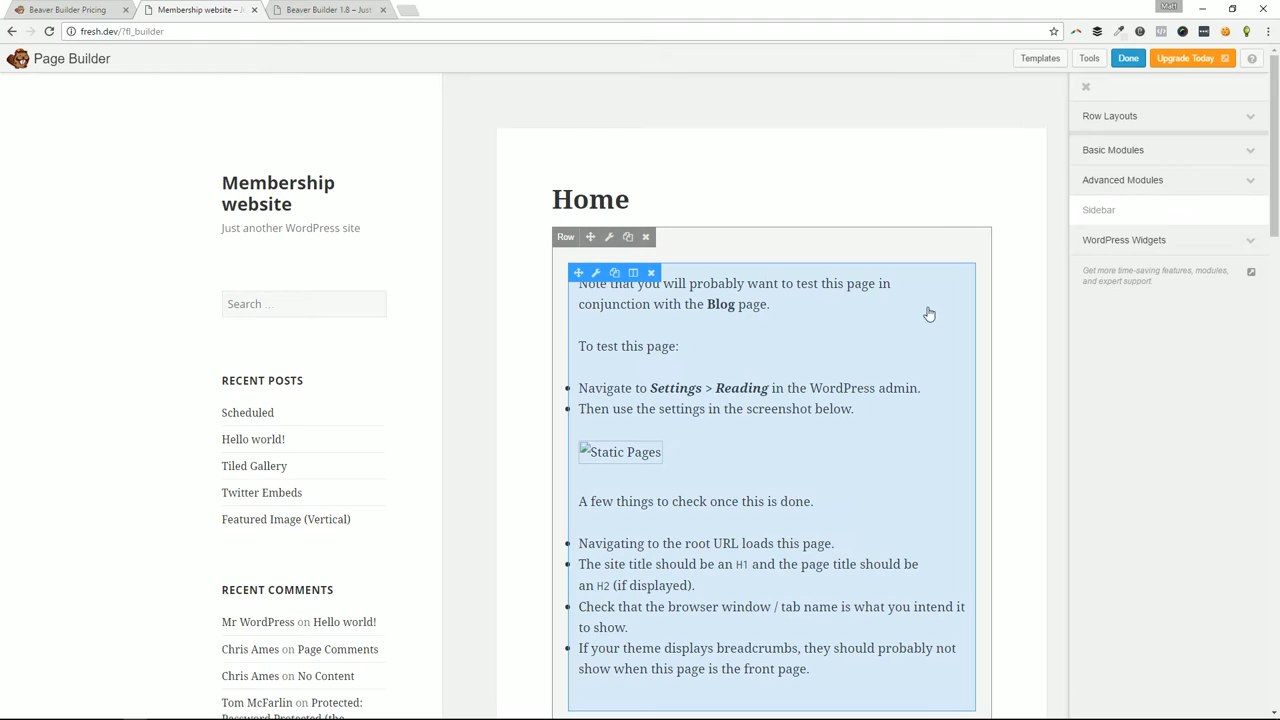 Beaver Builder Pricing
Membership website – J
Beaver Builder 1.8 – Just
Matt
fresh.dev/?fl_builder
Page Builder
Templates
Tools
Done
Upgrade Today
Row Layouts
Basic Modules
Advanced Modules
Sidebar
WordPress Widgets
Get more time-saving features, modules,
and expert support.
Membership
website
Just another WordPress site
Search …
RECENT POSTS
Scheduled
Hello world!
Tiled Gallery
Twitter Embeds
Featured Image (Vertical)
RECENT COMMENTS
Mr WordPress on Hello world!
Chris Ames on Page Comments
Chris Ames on No Content
Tom McFarlin on Protected:
Password Protected (the
Home
Row
Note that you will probably want to test this page in
conjunction with the Blog page.
To test this page:
Navigate to Settings > Reading in the WordPress admin.
Then use the settings in the screenshot below.
Static Pages
A few things to check once this is done.
Navigating to the root URL loads this page.
The site title should be an H1 and the page title should be
an H2 (if displayed).
Check that the browser window / tab name is what you intend it
to show.
If your theme displays breadcrumbs, they should probably not
show when this page is the front page.